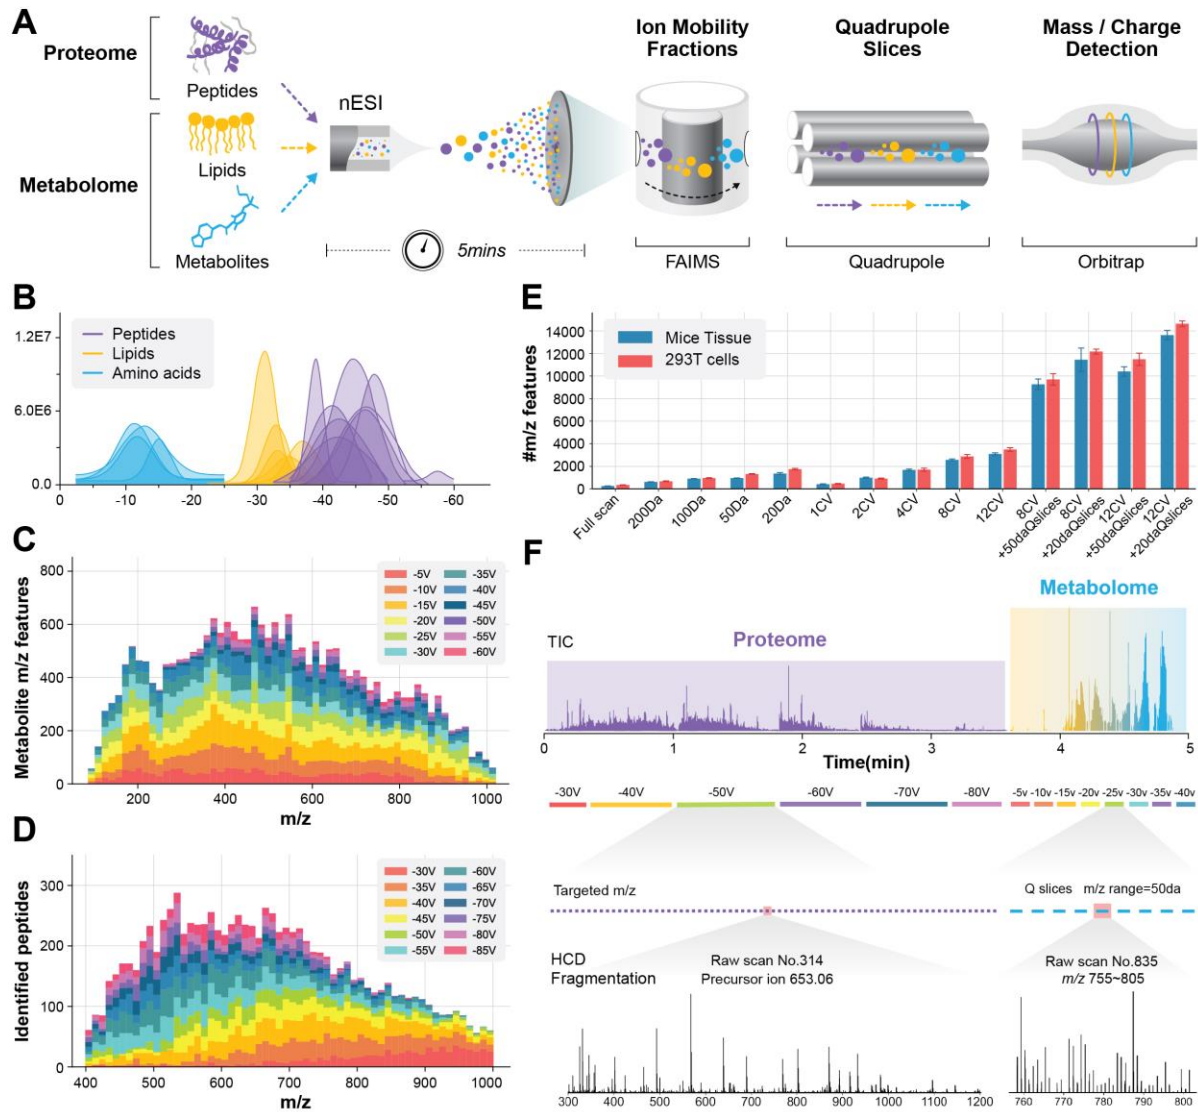 A
Proteome
Peptides
Metabolome
Lipids
Metabolites
nESI
5mins
Ion Mobility
Fractions
FAIMS
Quadrupole
Slices
Quadrupole
Mass / Charge
Detection
Orbitrap
B
1.2E7
6.0E6
0.0
Peptides
Lipids
Amino acids
0 -10 -20 -30 -40 -50 -60
C
Metabolite m/z features
800
600
400
200
0
-5V -35V
-10V -40V
-15V -45V
-20V -50V
-25V -55V
-30V -60V
200 400 600 800 1000
m/z
D
Identified peptides
300
200
100
0
-30V -60V
-35V -65V
-40V -70V
-45V -75V
-50V -80V
-55V -85V
400 500 600 700 800 900 1000
m/z
E
#m/z features
14000
12000
10000
8000
6000
4000
2000
0
Mice Tissue
293T cells
Full scan
200Da
100Da
50Da
20Da
1CV
2CV
4CV
8CV
12CV
8CV
+50daQslices
8CV
+20daQslices
12CV
+50daQslices
12CV
+20daQslices
F
TIC
Proteome
Metabolome
0 1 2 3 4 5
Time(min)
-30V -40V -50V -60V -70V -80V -5v -10v -15v -20v -25v -30v -35v -40v
Targeted m/z
Q slices m/z range=50da
HCD
Fragmentation
Raw scan No.314
Precursor ion 653.06
Raw scan No.835
m/z 755~805
300 400 500 600 700 800 900 1000 1100 1200
760 770 780 790 800